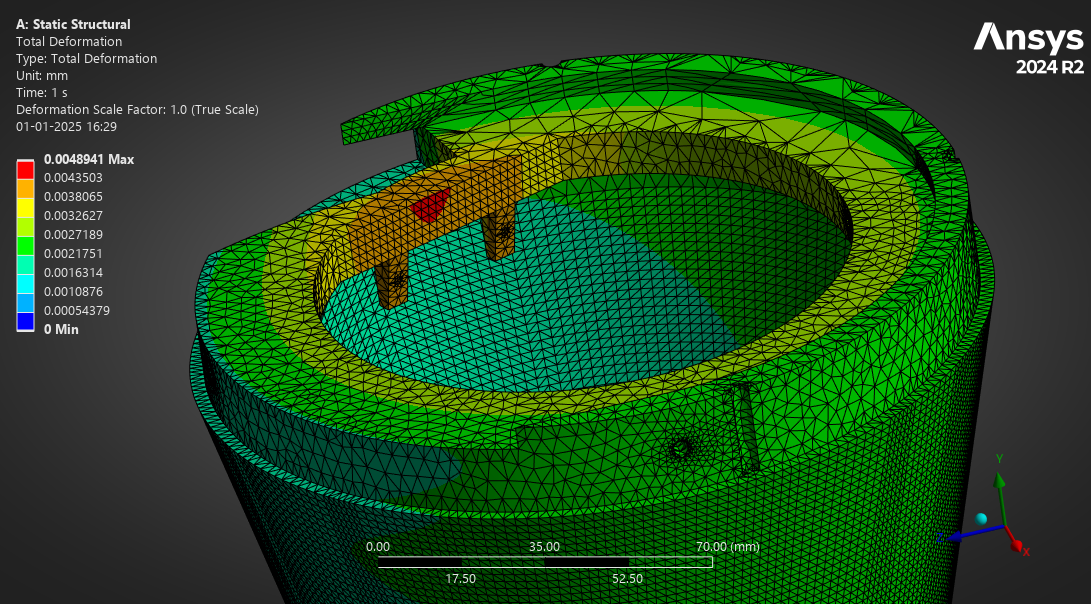 A: Static Structural
Total Deformation
Type: Total Deformation
Unit: mm
Time: 1 s
Deformation Scale Factor: 1.0 (True Scale)
01-01-2025 16:29
Ansys
2024 R2
0.0048941 Max
0.0043503
0.0038065
0.0032627
0.0027189
0.0021751
0.0016314
0.0010876
0.00054379
0 Min
0.00 35.00 70.00 (mm)
17.50 52.50
Y
X